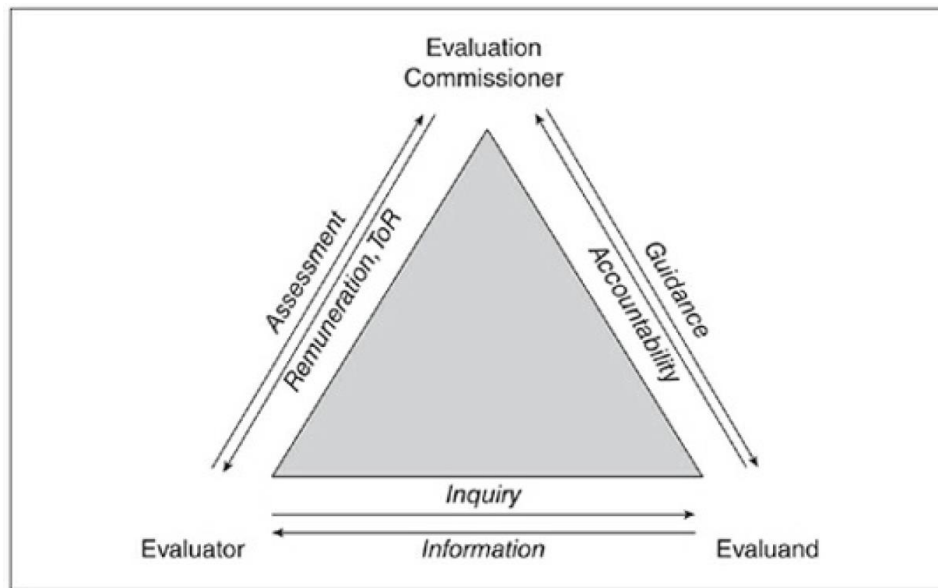 Evaluation
Commissioner
Assessment
Remuneration, ToR
Accountability
Guidance
Inquiry
Evaluator
Information
Evaluand